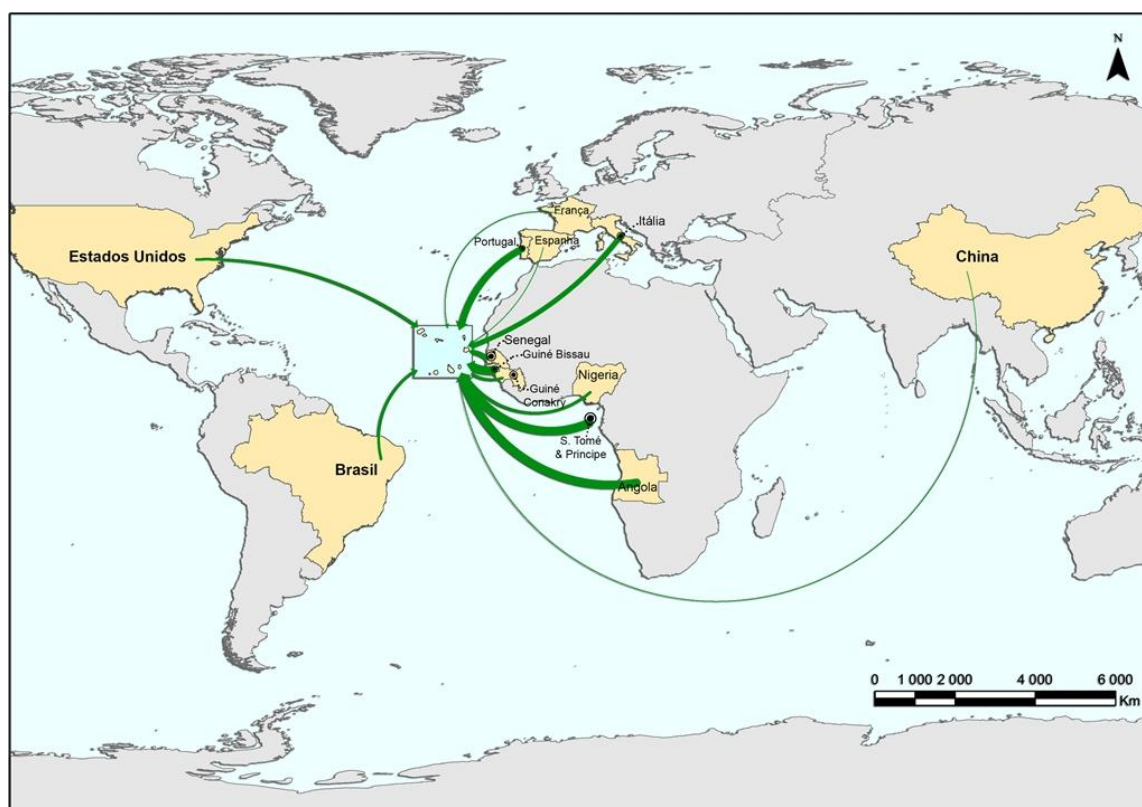 N
França
Itália
Portugal
Espanha
Estados Unidos
China
Senegal
Guiné Bissau
Nigeria
Guiné
Conakry
S. Tomé
& Principe
Brasil
Angola
0 1 000 2 000 4 000 6 000
Km